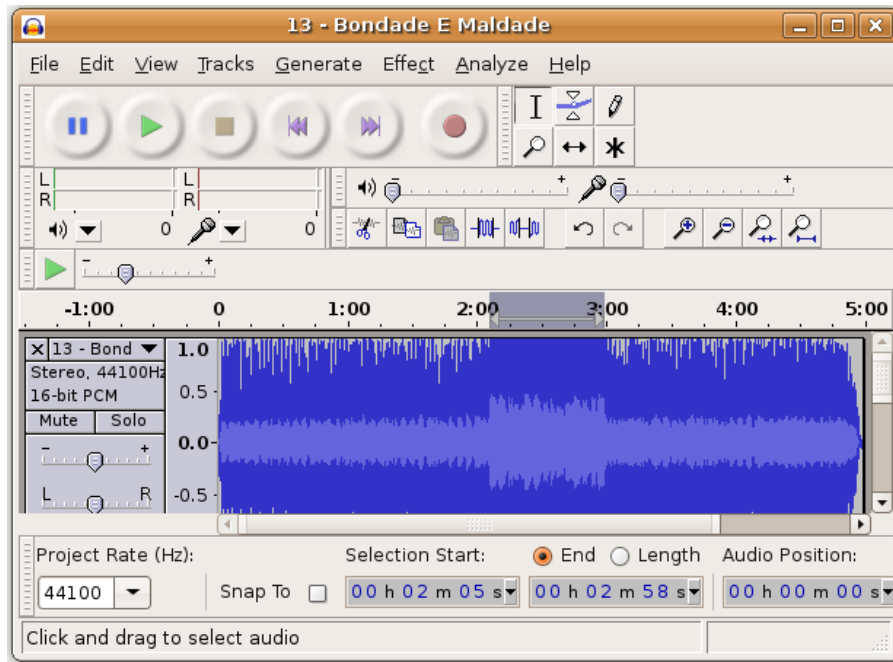 13 - Bondade E Maldade
File Edit View Tracks Generate Effect Analyze Help
L L
R R
0 0
- +
- +
- +
-1:00 0 1:00 2:00 3:00 4:00 5:00
X 13 - Bond
Stereo, 44100Hz
16-bit PCM
Mute Solo
- +
L R
1.0
0.5
0.0
-0.5
Project Rate (Hz): Selection Start: End Length Audio Position:
44100 Snap To 00 h 02 m 05 s 00 h 02 m 58 s 00 h 00 m 00 s
Click and drag to select audio